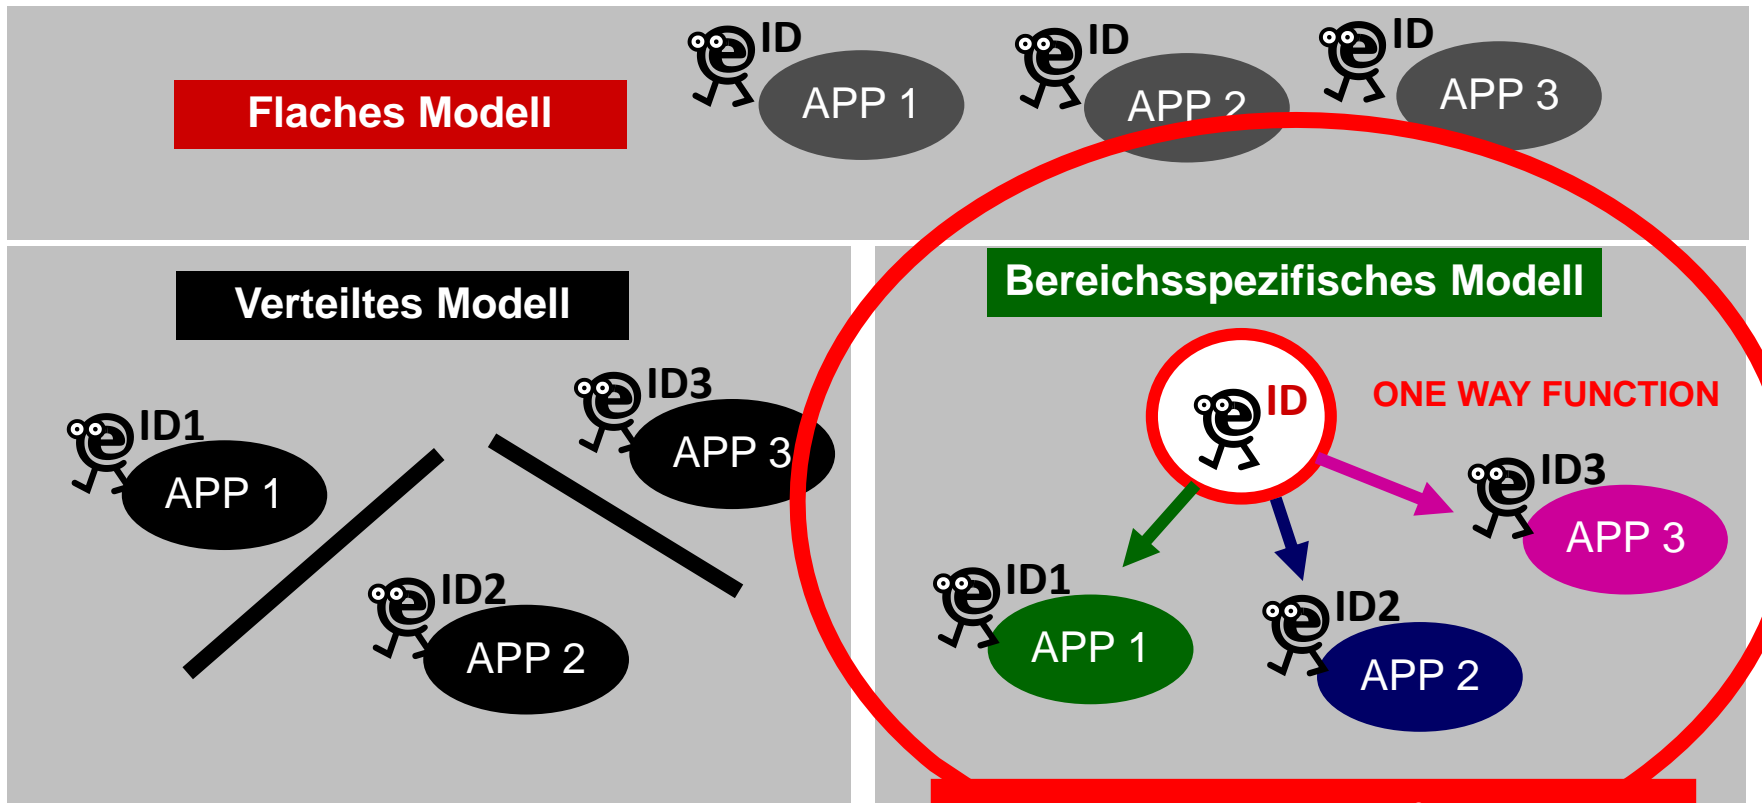 ID
APP 1
ID
APP 2
ID
APP 3
Flaches Modell
Verteiltes Modell
ID1
APP 1
ID2
APP 2
ID3
APP 3
Bereichsspezifisches Modell
ID
ONE WAY FUNCTION
ID1
APP 1
ID2
APP 2
ID3
APP 3